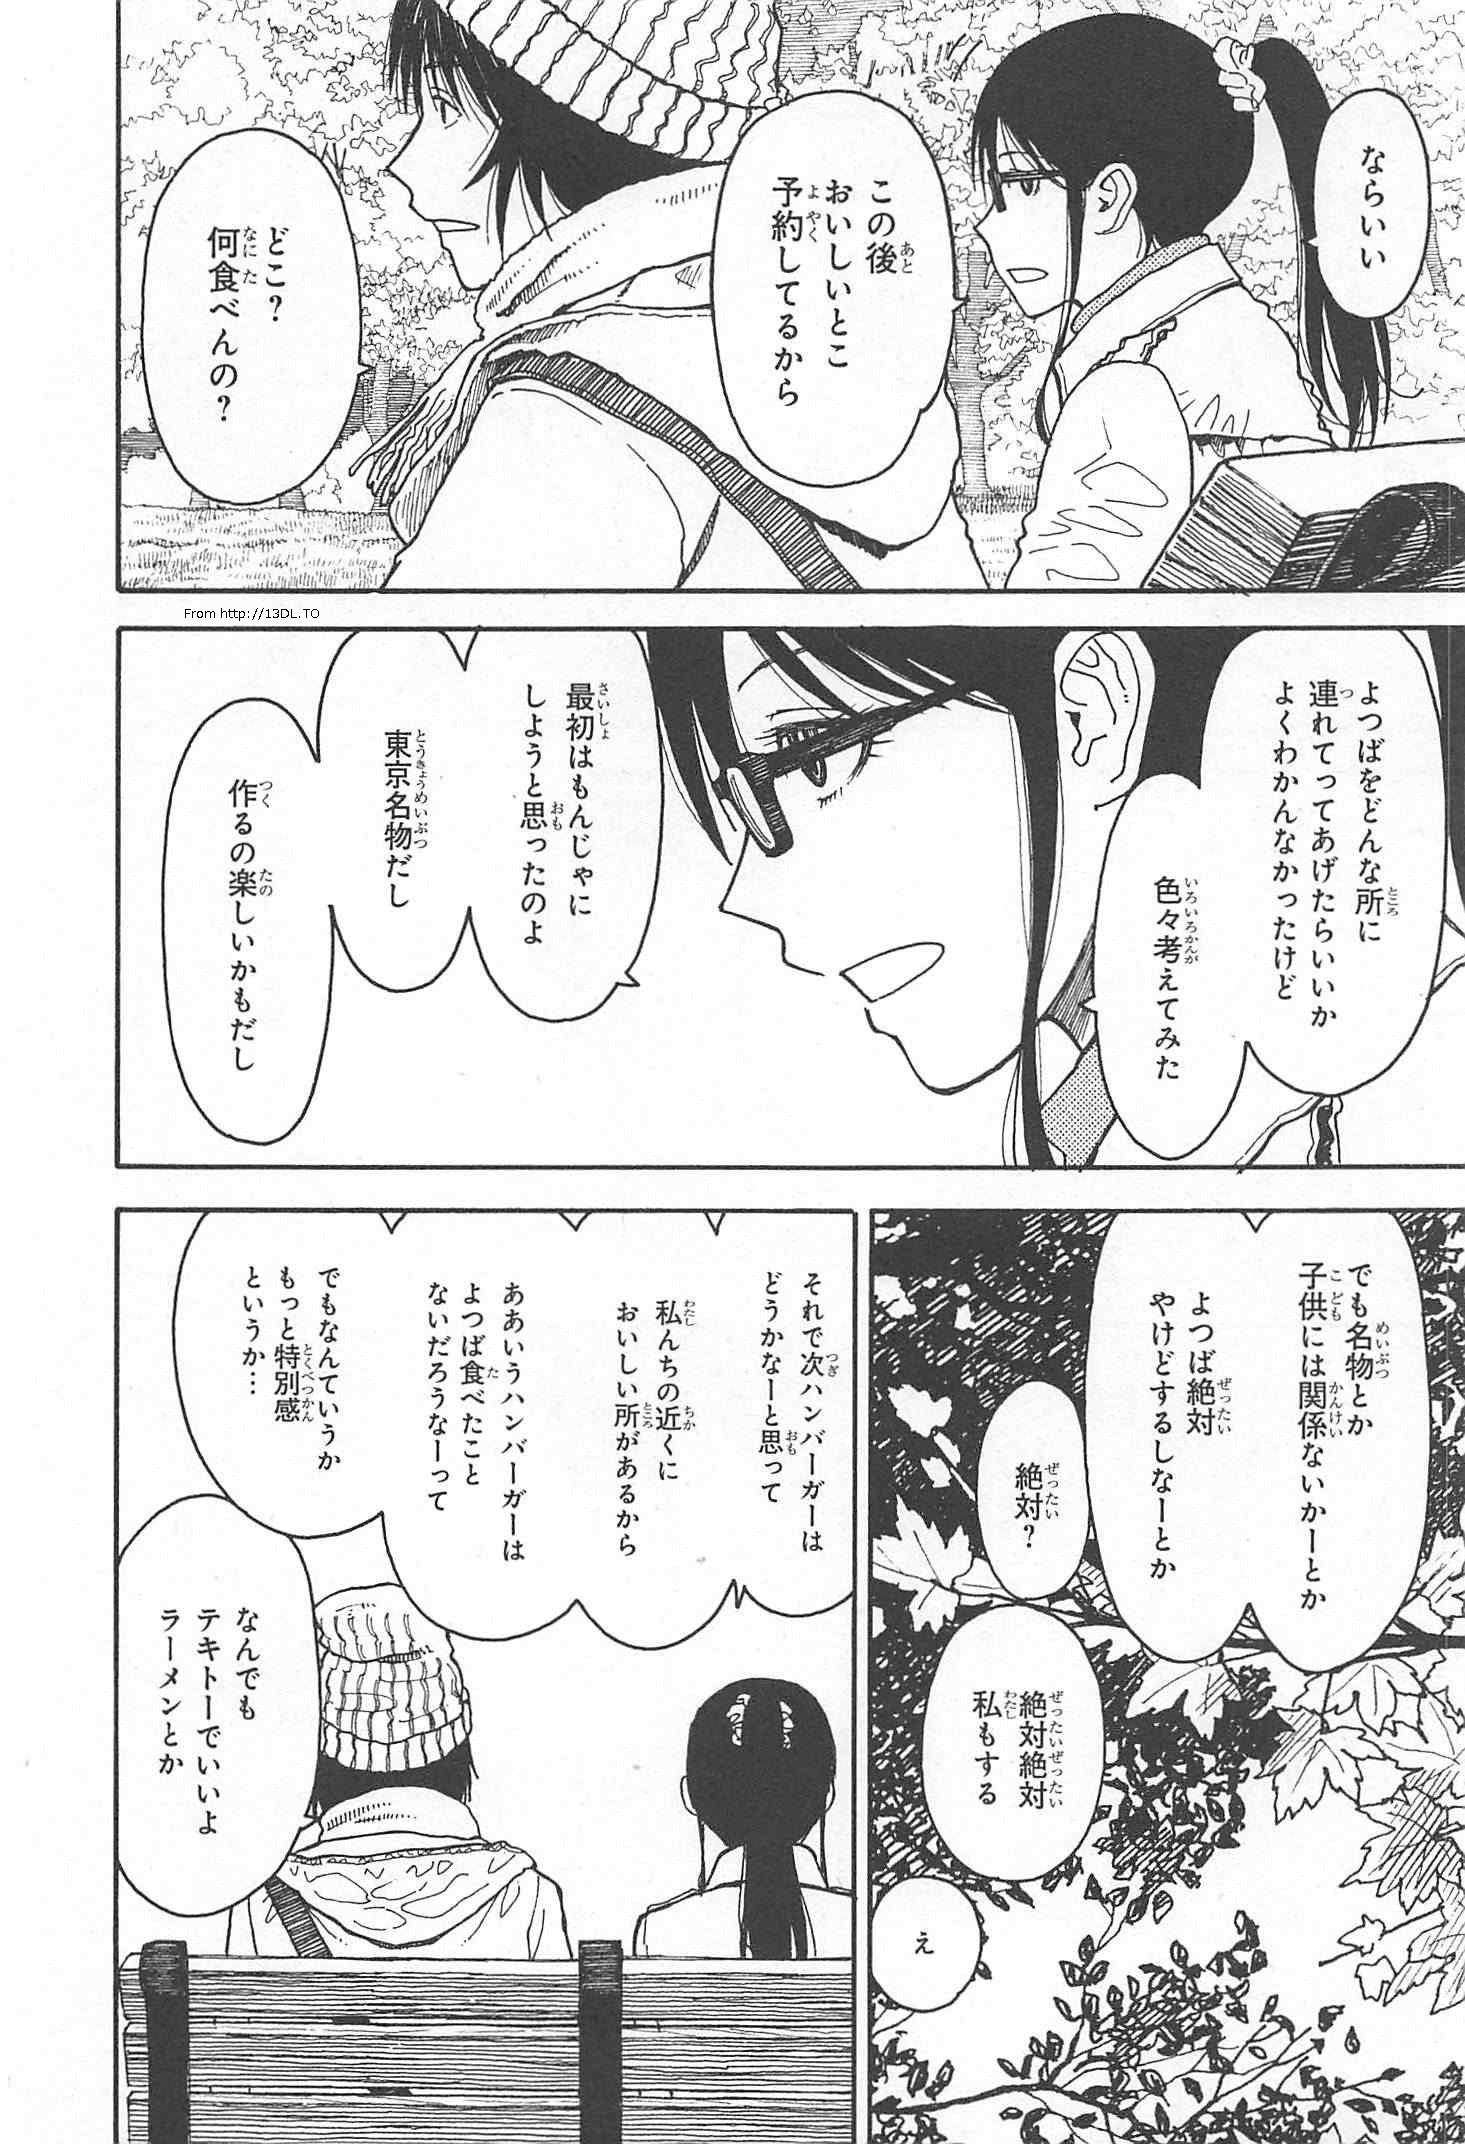 ならいい
この後
おいしいとこ
予約してるから
どこ?
何食べんの?
From http://13DL.TO
よつばをどんな所に
連れてってあげたらいいか
よくわかんなかったけど
色々考えてみた
最初はもんじゃに
しようと思ったのよ
東京名物だし
作るの楽しいかもだし
でも名物とか
子供には関係ないかーとか
よつば絶対
やけどするしなーとか
絶対?
絶対絶対
私もする
え
それで次ハンバーガーは
どうかなーと思って
私んちの近くに
おいしい所があるから
ああいうハンバーガーは
よつば食べたこと
ないだろうなーって
でもなんていうか
もっと特別感
というか…
なんでも
テキトーでいいよ
ラーメンとか